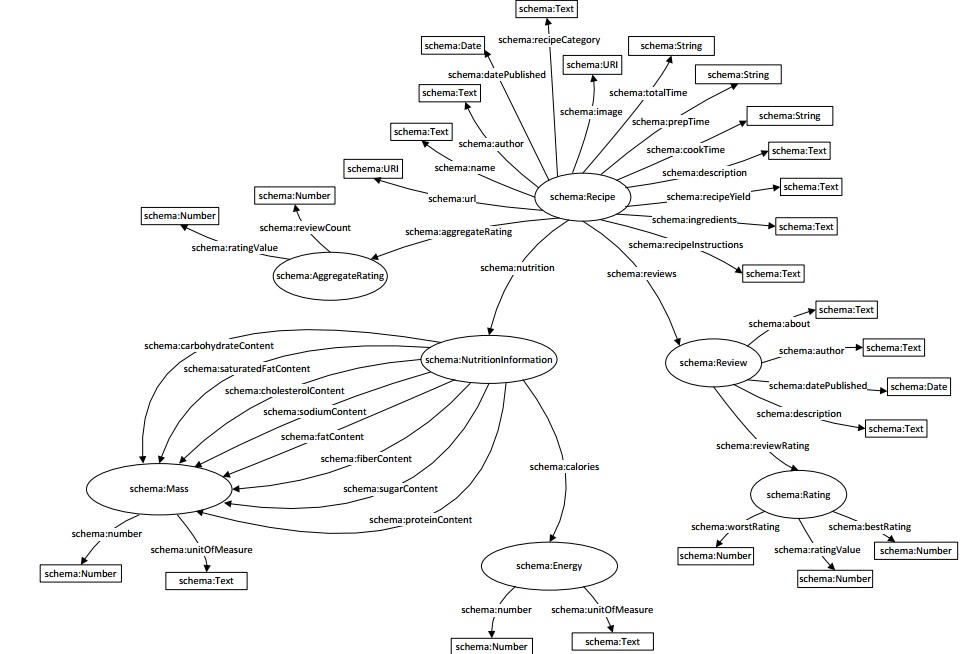 schema:Text
schema:recipeCategory
schema:Date
schema:String
schema:URI
schema:datePublished
schema:String
schema:Text
schema:totalTime
schema:image
schema:String
schema:prepTime
schema:Text
schema:author
schema:cookTime
schema:Text
schema:name
schema:URI
schema:description
schema:Text
schema:Number
schema:url
schema:Recipe
schema:recipeYield
schema:Number
schema:reviewCount
schema:ingredients
schema:Text
schema:aggregateRating
schema:ratingValue
schema:recipeInstructions
schema:AggregateRating
schema:nutrition
schema:reviews
schema:Text
schema:Text
schema:about
schema:carbohydrateContent
schema:author
schema:Text
schema:NutritionInformation
schema:Review
schema:saturatedFatContent
schema:datePublished
schema:Date
schema:cholesterolContent
schema:sodiumContent
schema:description
schema:Text
schema:fatContent
schema:reviewRating
schema:fiberContent
schema:calories
schema:Mass
schema:sugarContent
schema:Rating
schema:proteinContent
schema:worstRating
schema:bestRating
schema:number
schema:unitOfMeasure
schema:ratingValue
schema:Number
schema:Number
schema:Number
schema:Text
schema:Energy
schema:Number
schema:number
schema:unitOfMeasure
schema:Number
schema:Text